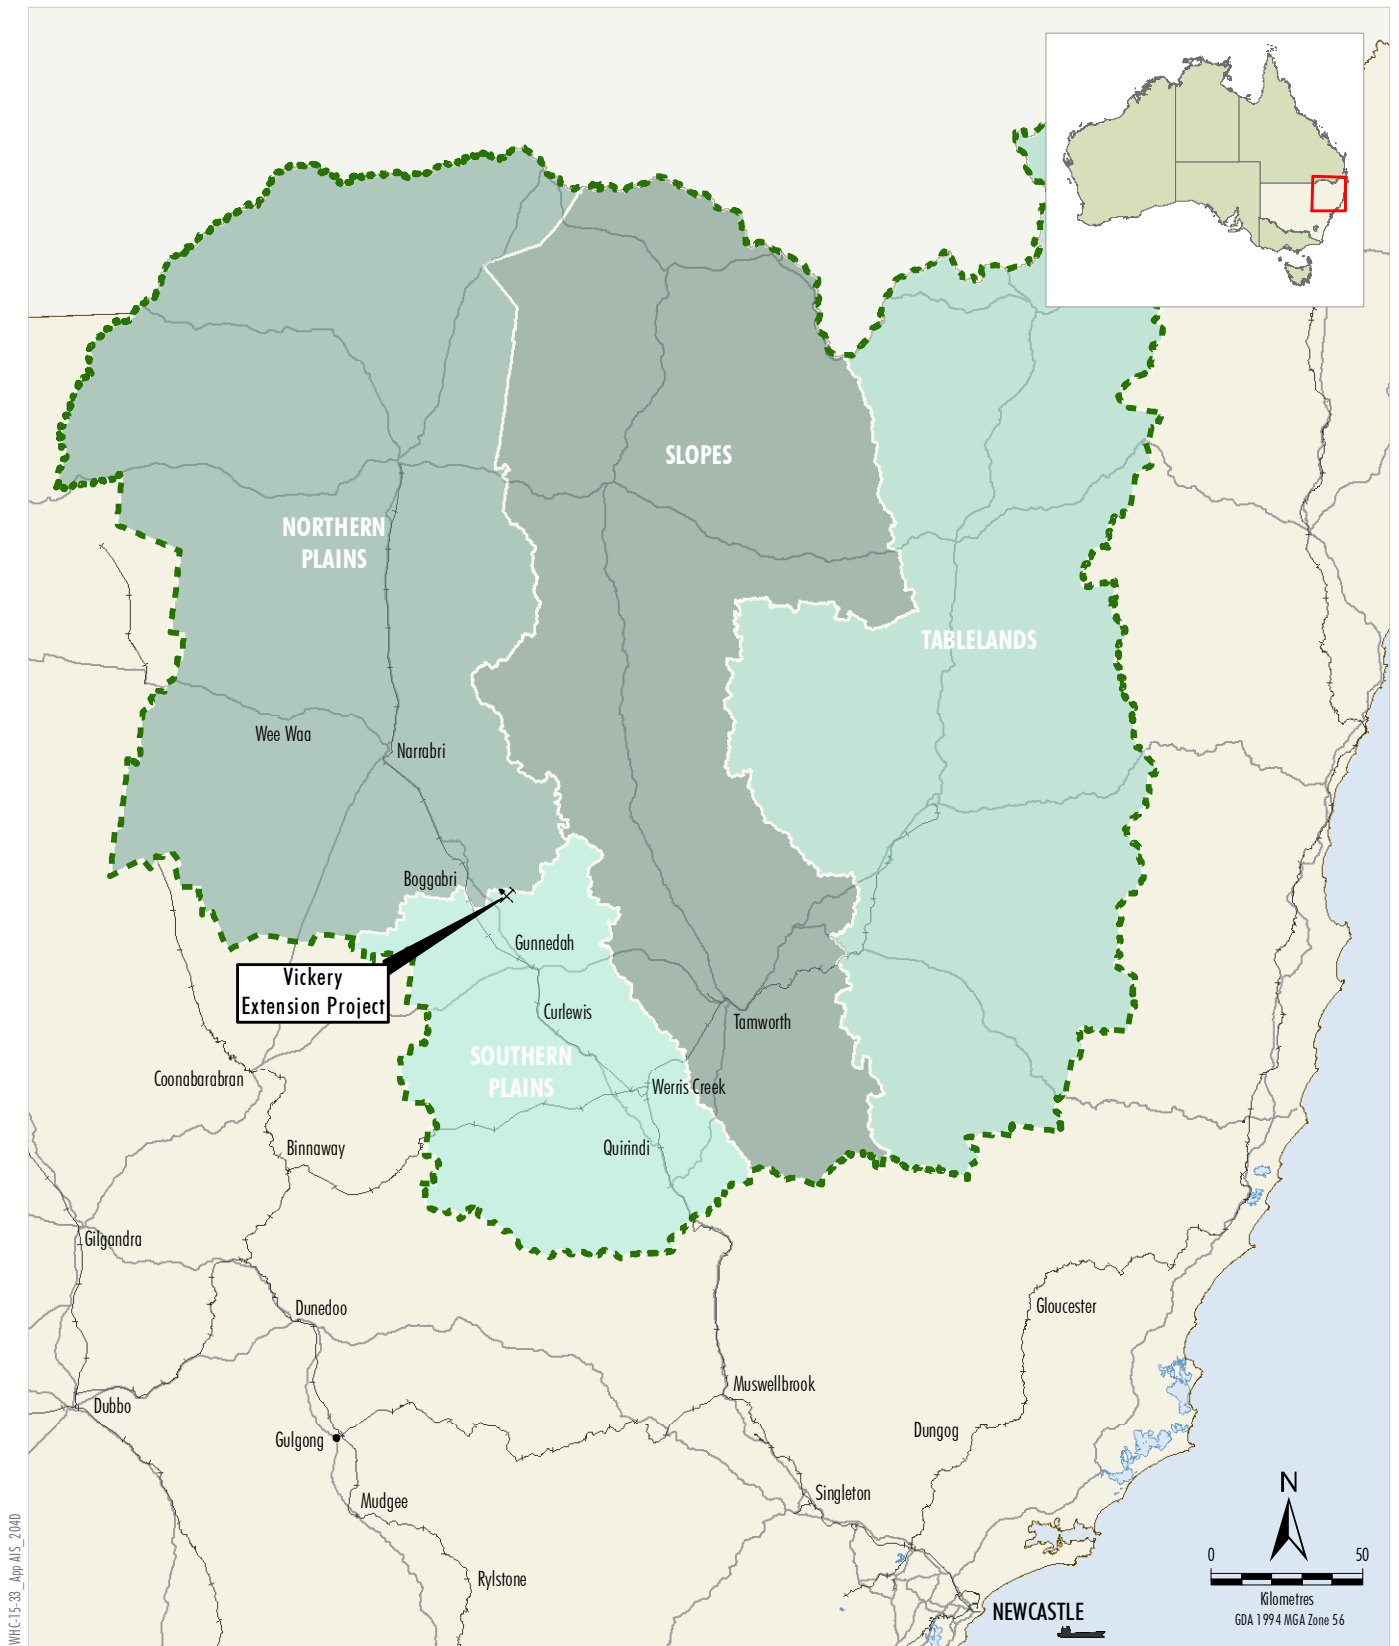 SLOPES
NORTHERN
PLAINS
TABLELANDS
Wee Waa
Narrabri
Boggabri
Gunnedah
Vickery
Extension Project
Curlewis
Tamworth
SOUTHERN
PLAINS
Coonabarabran
Werris Creek
Binnaway
Quirindi
Gilgandra
Dunedoo
Gloucester
Muswellbrook
Dubbo
Dungog
Gulgong
Singleton
Mudgee
Rylstone
NEWCASTLE
N
0 50
Kilometres
GDA 1994 MGA Zone 56
WHC-15-33_App AIS_204D